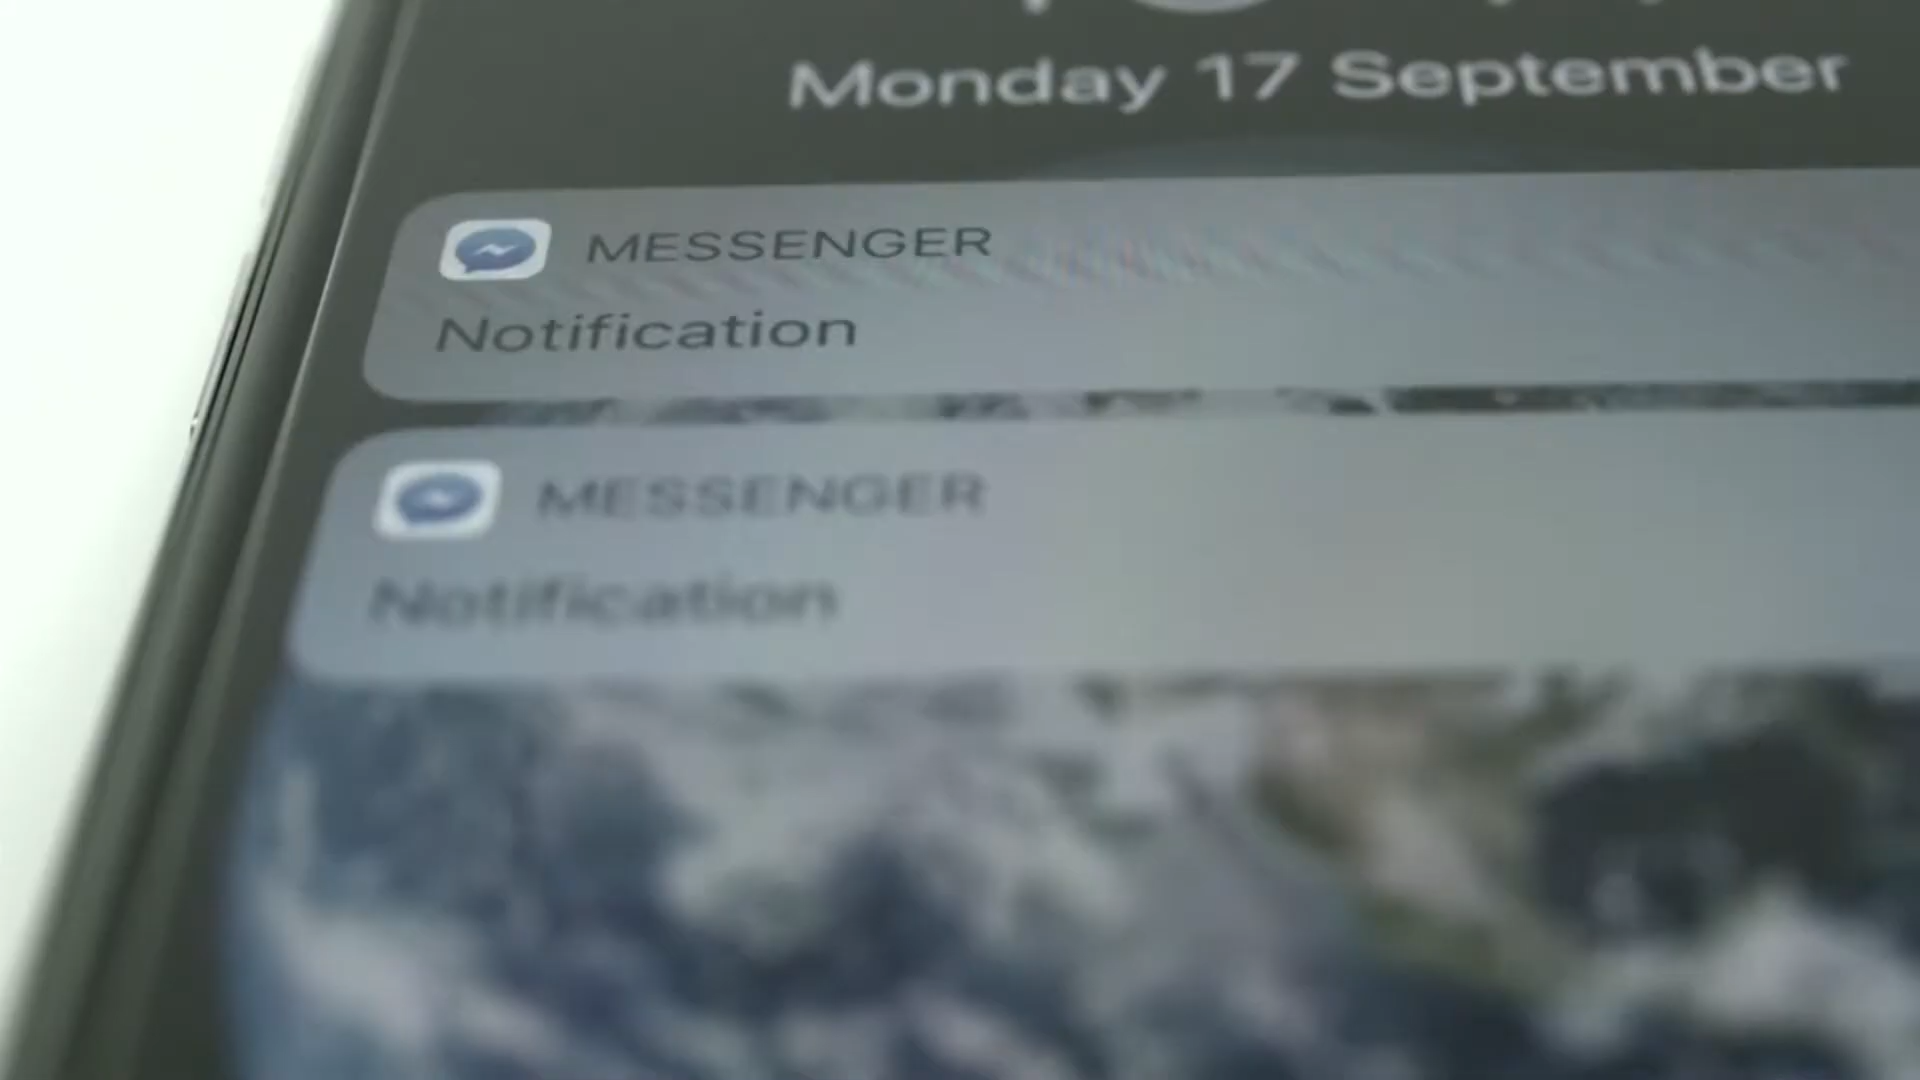 Monday 17 September
MESSENGER
Notification
MESSENGER
Notification